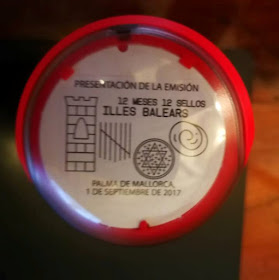 PRESENTACIÓN DE LA EMISIÓN
12 MESES 12 SELLOS
ILLES BALEARS
PALMA DE MALLORCA,
1 DE SEPTIEMBRE DE 2017